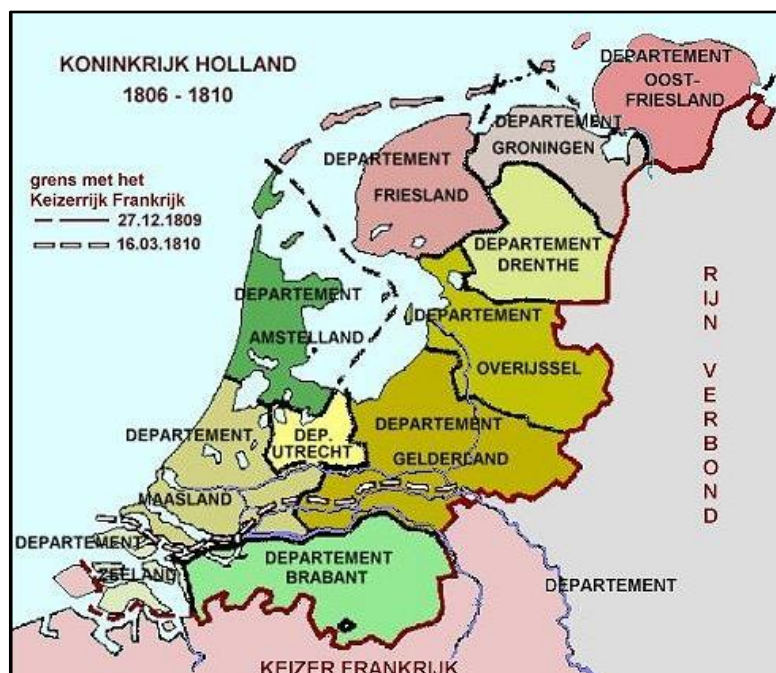 KONINKRIJK HOLLAND
1806 - 1810
grens met het
Keizerrijk Frankrijk
27.12.1809
16.03.1810
DEPARTEMENT
OOST-
FRIESLAND
DEPARTEMENT
GRONINGEN
DEPARTEMENT
FRIESLAND
DEPARTEMENT
DRENTHE
DEPARTEMENT
AMSTELLAND
DEPARTEMENT
OVERIJSSEL
RIJN VERBOND
DEPARTEMENT
GELDERLAND
DEP.
UTRECHT
DEPARTEMENT
MAASLAND
DEPARTEMENT
ZEELAND
DEPARTEMENT
BRABANT
DEPARTEMENT
KEIZER FRANKRIJK